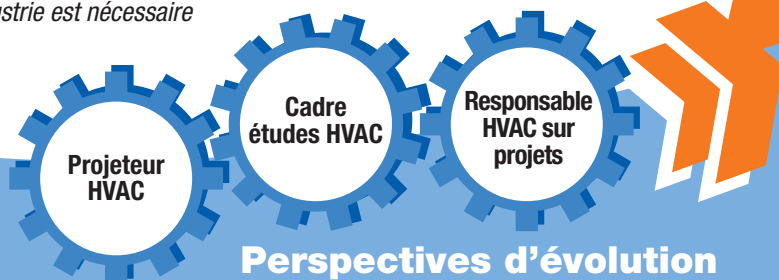 ustrie est nécessaire
Projeteur
HVAC
Cadre
études HVAC
Responsable
HVAC sur
projets
Perspectives d’évolution